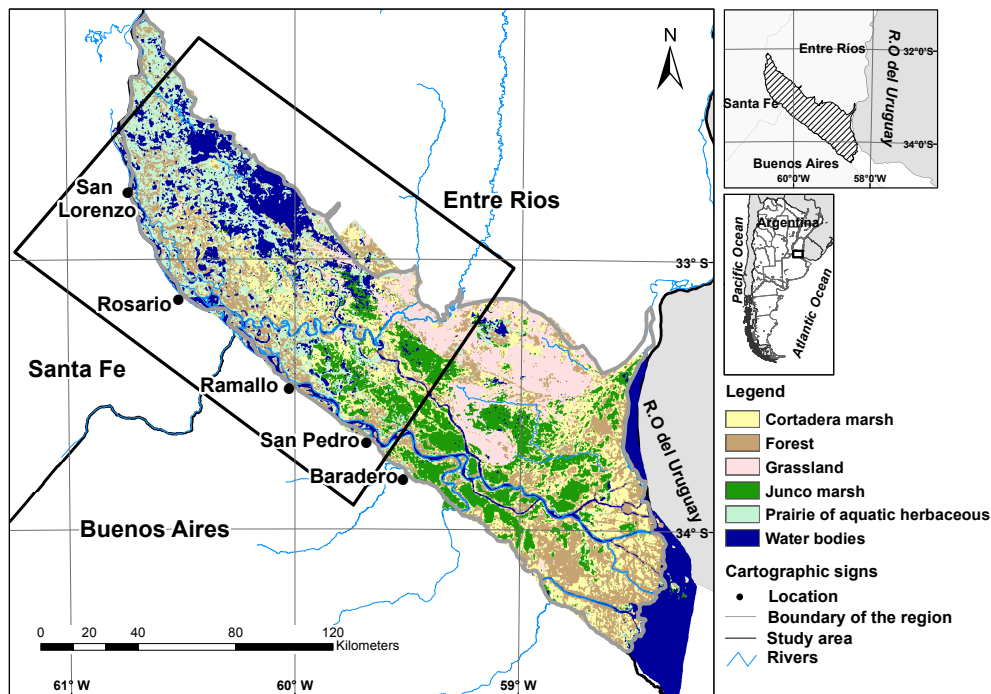 N
San
Lorenzo
Entre Rios
33° S
Rosario
Santa Fe
Ramallo
San Pedro
Baradero
R.O del Uruguay
Buenos Aires
34° S
0 20 40 80 120
Kilometers
61° W 60° W 59° W
Entre Ríos
32°0'S
Santa Fe
R.O del Uruguay
34°0'S
Buenos Aires
60°0'W 58°0'W
Argentina
Pacific Ocean
Atlantic Ocean
Legend
Cortadera marsh
Forest
Grassland
Junco marsh
Prairie of aquatic herbaceous
Water bodies
Cartographic signs
Location
Boundary of the region
Study area
Rivers